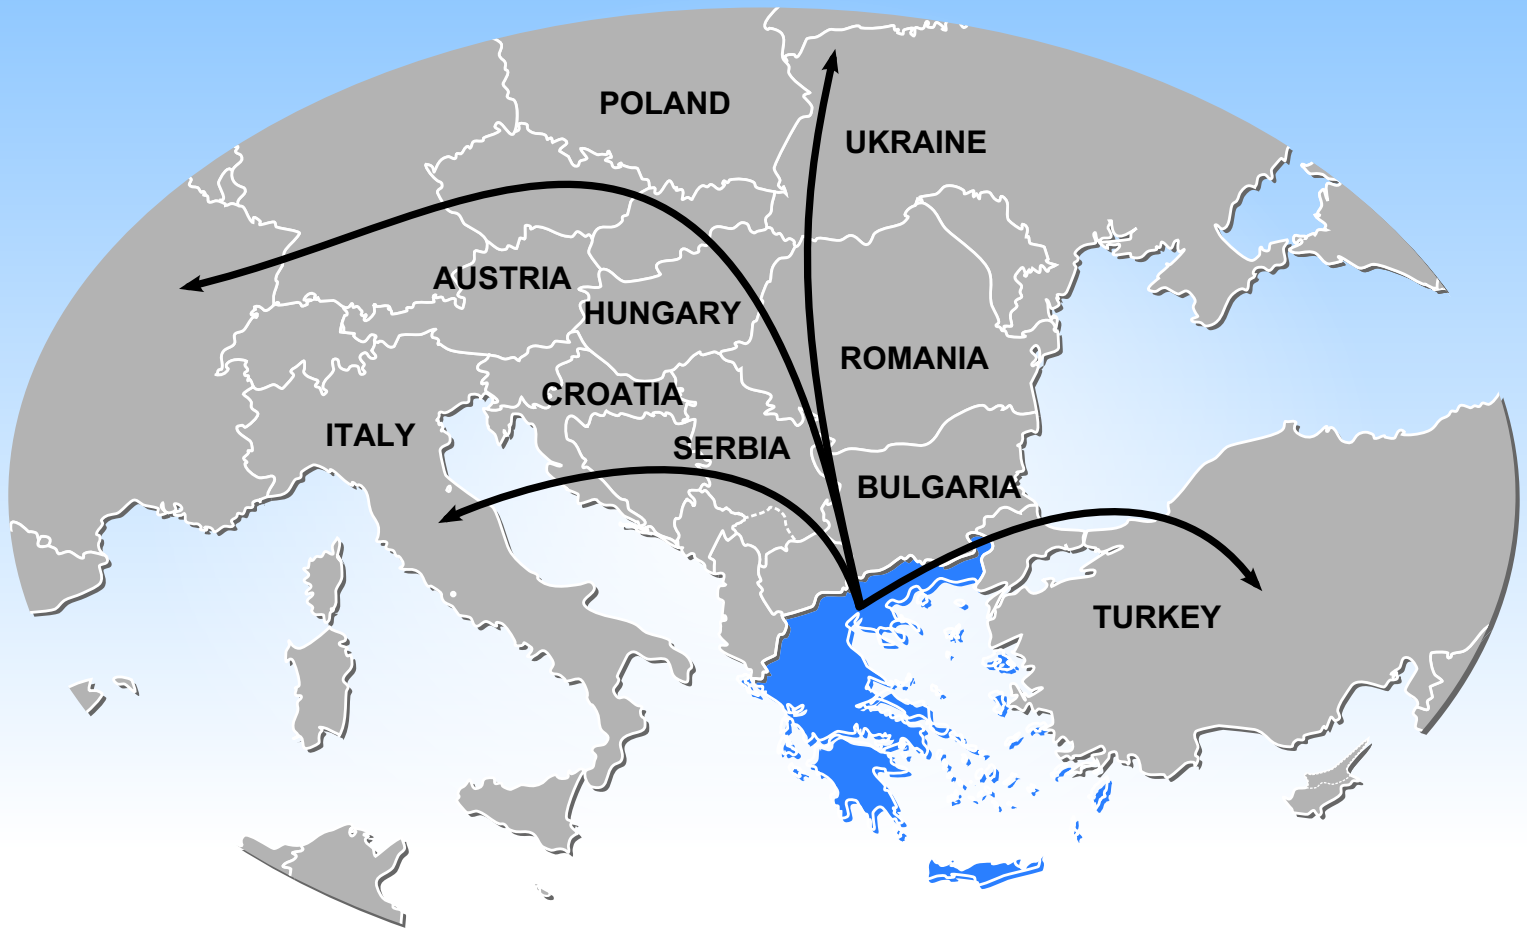 POLAND
UKRAINE
AUSTRIA
HUNGARY
ROMANIA
CROATIA
ITALY
SERBIA
BULGARIA
TURKEY